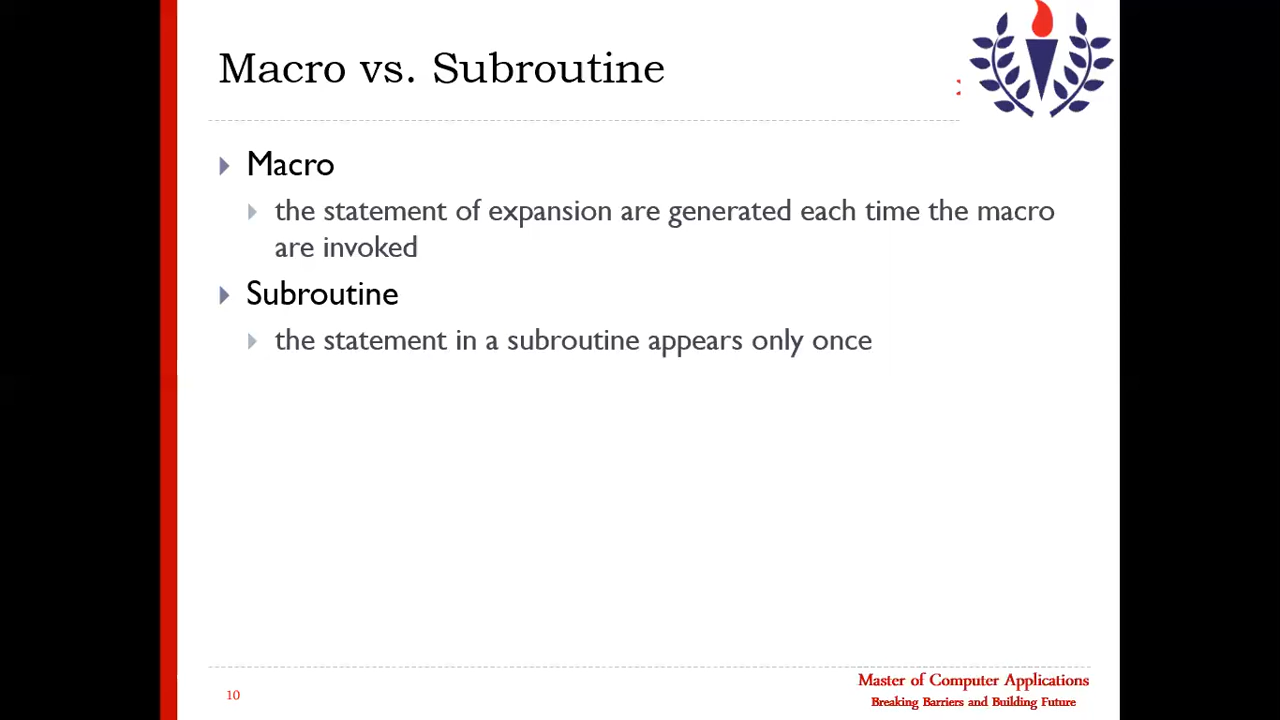 Macro vs. Subroutine
Macro
the statement of expansion are generated each time the macro
are invoked
Subroutine
the statement in a subroutine appears only once
10
Master of Computer Applications
Breaking Barriers and Building Future